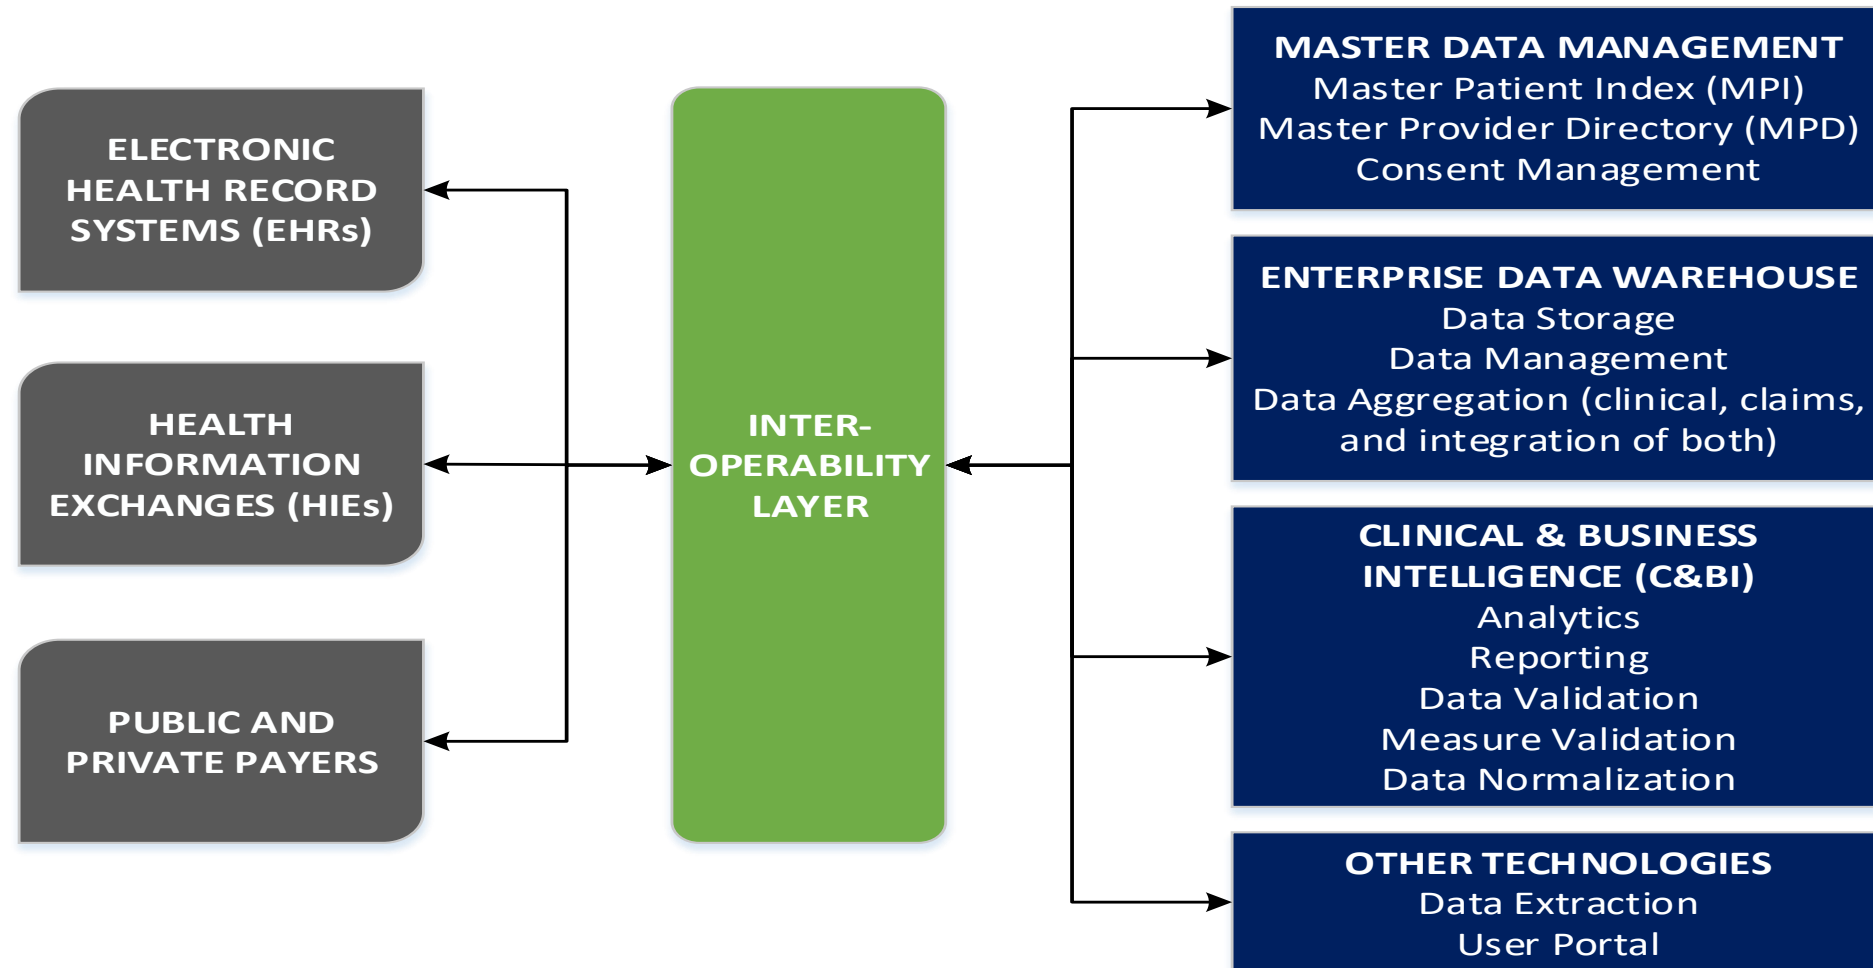 ELECTRONIC
HEALTH RECORD
SYSTEMS (EHRs)
HEALTH
INFORMATION
EXCHANGES (HIEs)
PUBLIC AND
PRIVATE PAYERS
INTER-
OPERABILITY
LAYER
MASTER DATA MANAGEMENT
Master Patient Index (MPI)
Master Provider Directory (MPD)
Consent Management
ENTERPRISE DATA WAREHOUSE
Data Storage
Data Management
Data Aggregation (clinical, claims,
and integration of both)
CLINICAL & BUSINESS
INTELLIGENCE (C&BI)
Analytics
Reporting
Data Validation
Measure Validation
Data Normalization
OTHER TECHNOLOGIES
Data Extraction
User Portal